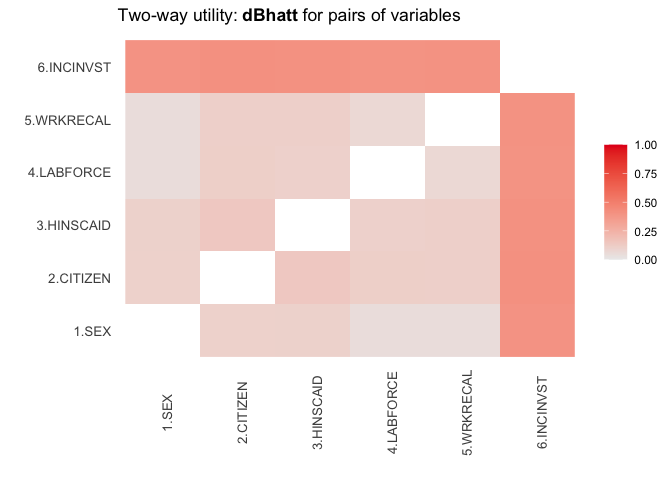 Two-way utility: dBhatt for pairs of variables
6.INCINVST
5.WRKRECAL
4.LABFORCE
3.HINSCAID
2.CITIZEN
1.SEX
1.00
0.75
0.50
0.25
0.00
1.SEX
2.CITIZEN
3.HINSCAID
4.LABFORCE
5.WRKRECAL
6.INCINVST